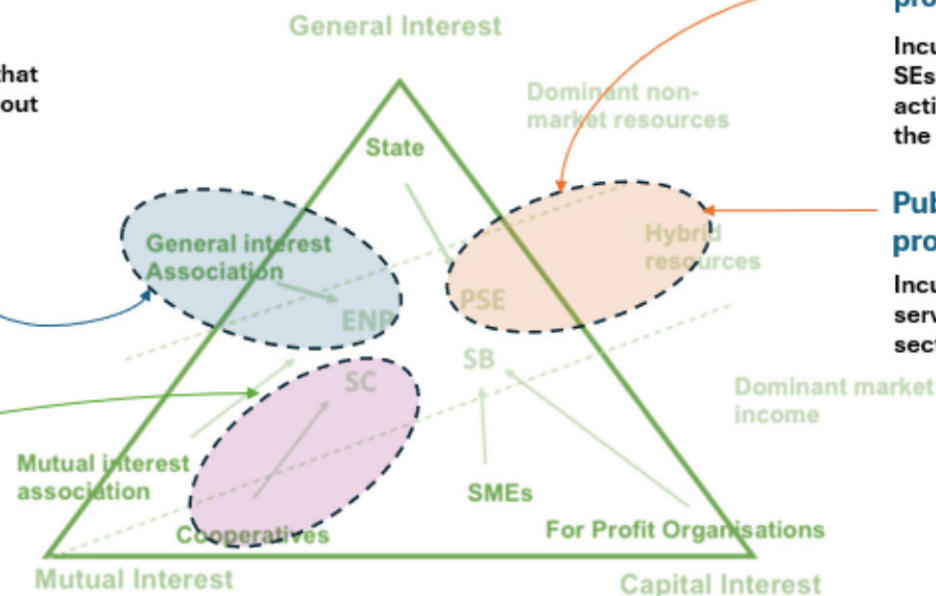 General Interest
pro
that
out
Incu
SEs
acti
the
Dominant non-
market resources
State
Pub
pro
Hybrid
resources
General interest
Association
Incu
serv
sect
PSE
ENP
SB
SC
Dominant market
income
Mutual interest
association
SMEs
Cooperatives
For Profit Organisations
Mutual Interest
Capital Interest